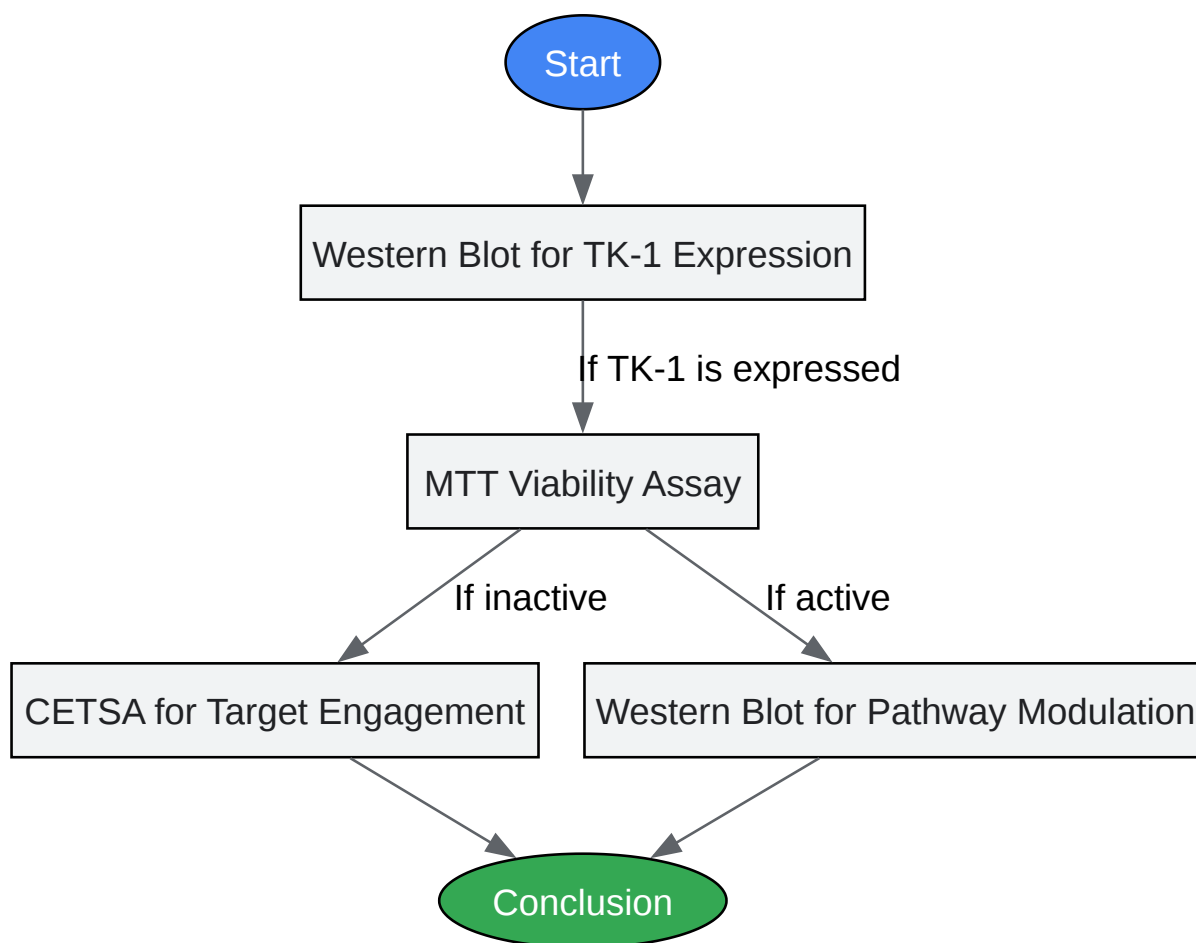 Start
Western Blot for TK-1 Expression
If TK-1 is expressed
MTT Viability Assay
If inactive
If active
CETSA for Target Engagement
Western Blot for Pathway Modulation
Conclusion